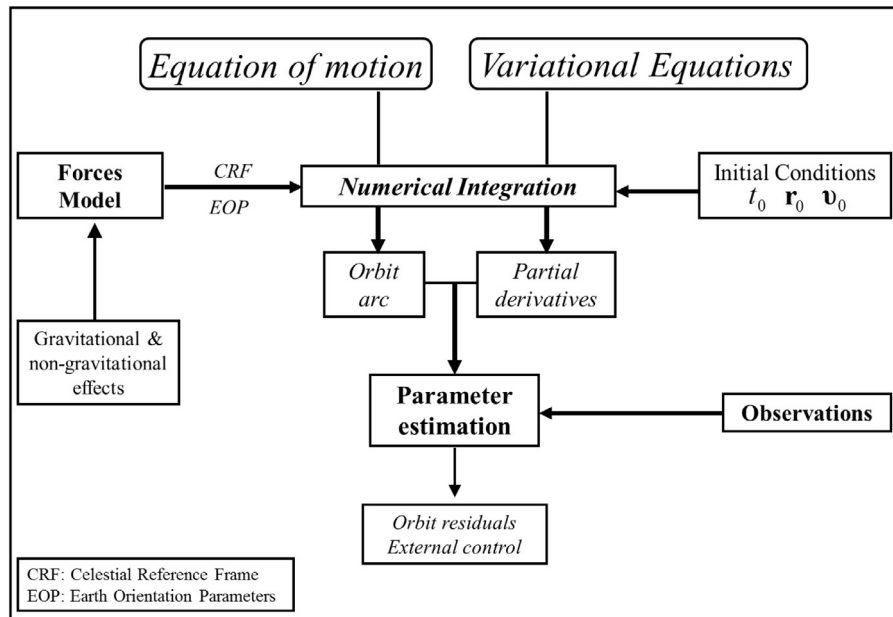 Equation of motion
Variational Equations
Forces
Model
CRF
EOP
Numerical Integration
Initial Conditions
t₀ r₀ υ₀
Orbit
arc
Partial
derivatives
Gravitational &
non-gravitational
effects
Parameter
estimation
Observations
Orbit residuals
External control
CRF: Celestial Reference Frame
EOP: Earth Orientation Parameters